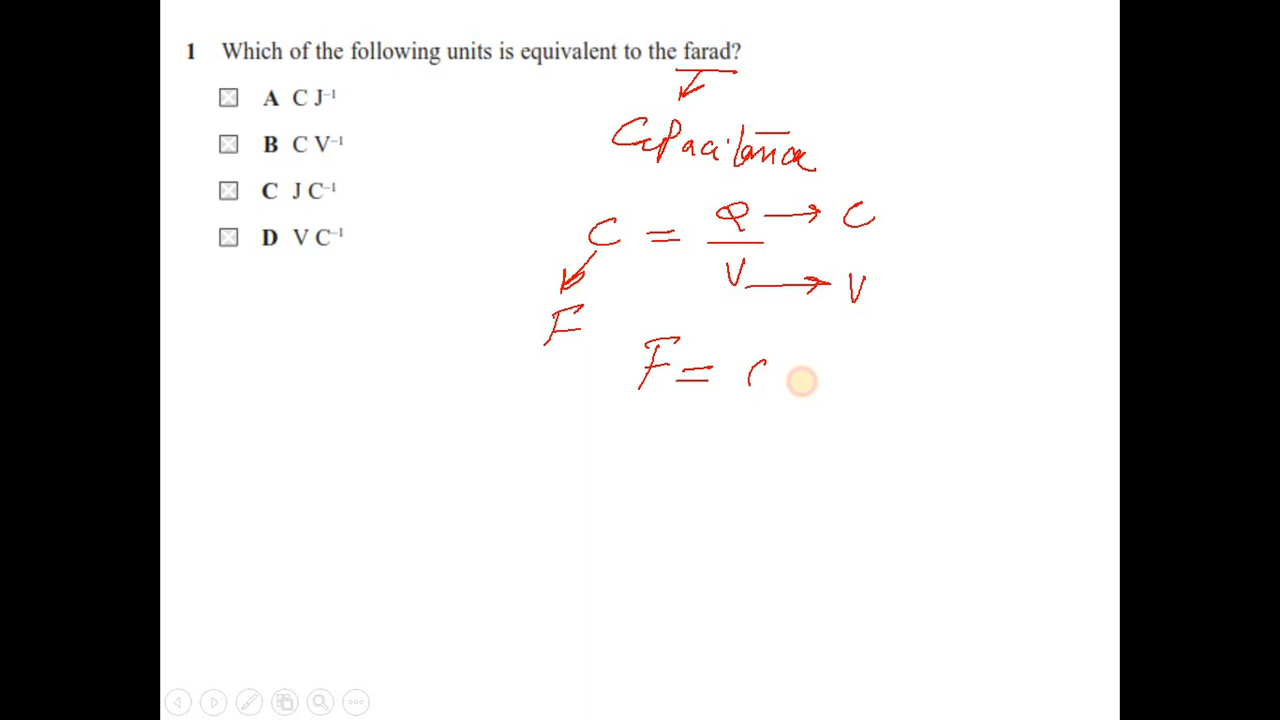 1 Which of the following units is equivalent to the farad?
A C J⁻¹
B C V⁻¹
C J C⁻¹
D V C⁻¹
Capacitance
C = Q/V
Q → C
V → V
F
F = C